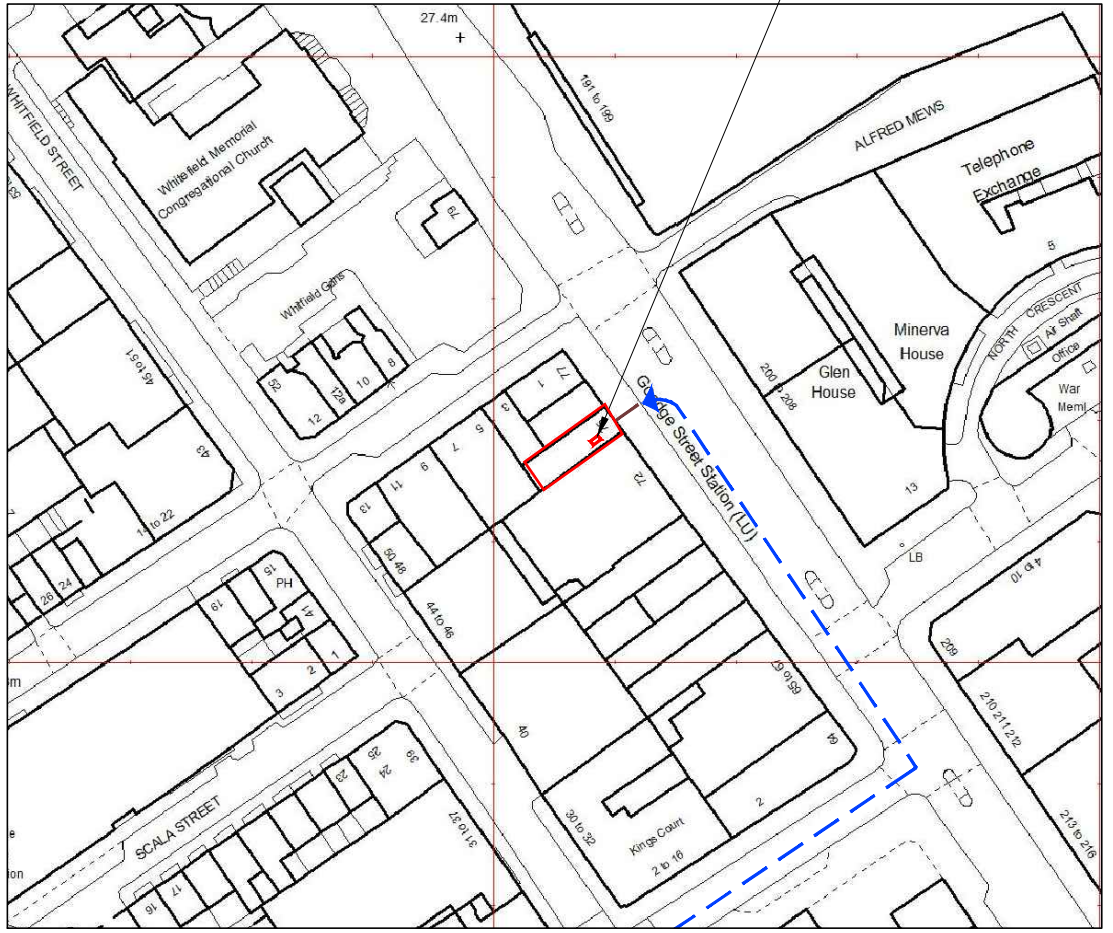 27.4m
191 to 199
WHITFIELD STREET
Whitefield Memorial
Congregational Church
ALFRED MEWS
Telephone
Exchange
79
5
Whitfield Gdns
NORTH CRESCENT
Air Shaft
Office
War
Meml
Minerva
House
Glen
House
200 to 208
45 to 51
52
12
12a
10
8
77
1
3
5
7
9
11
13
Goodge Street Station (LU)
72
13
LB
43
14 to 22
24
26
50
48
15
PH
19
41
1
2
3
44 to 46
4 to 10
209
210 211 212
213 to 216
65 to 67
64
2
40
30 to 32
Kings Court
2 to 16
SCALA STREET
39
25
24
23
17
16
31 to 37